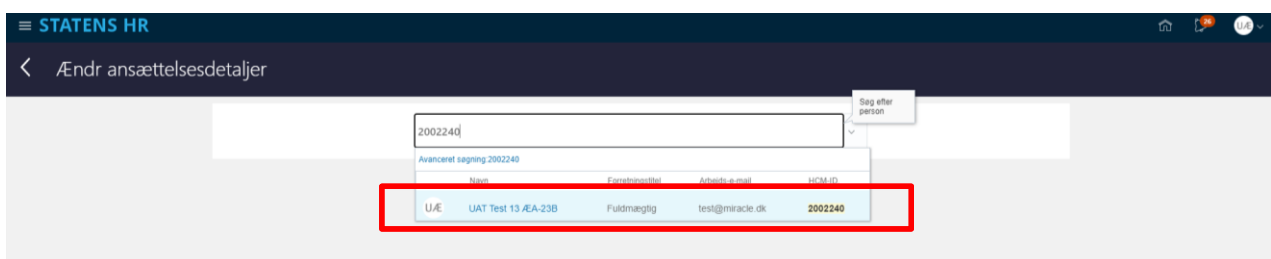 ≡ STATENS HR 26 UÆ
Ændr ansættelsesdetaljer
Søg efter
person
2002240
Avanceret søgning:2002240
Navn Forretningstitel Arbejds-e-mail HCM-ID
UÆ UAT Test 13 ÆA-23B Fuldmægtig test@miracle.dk 2002240